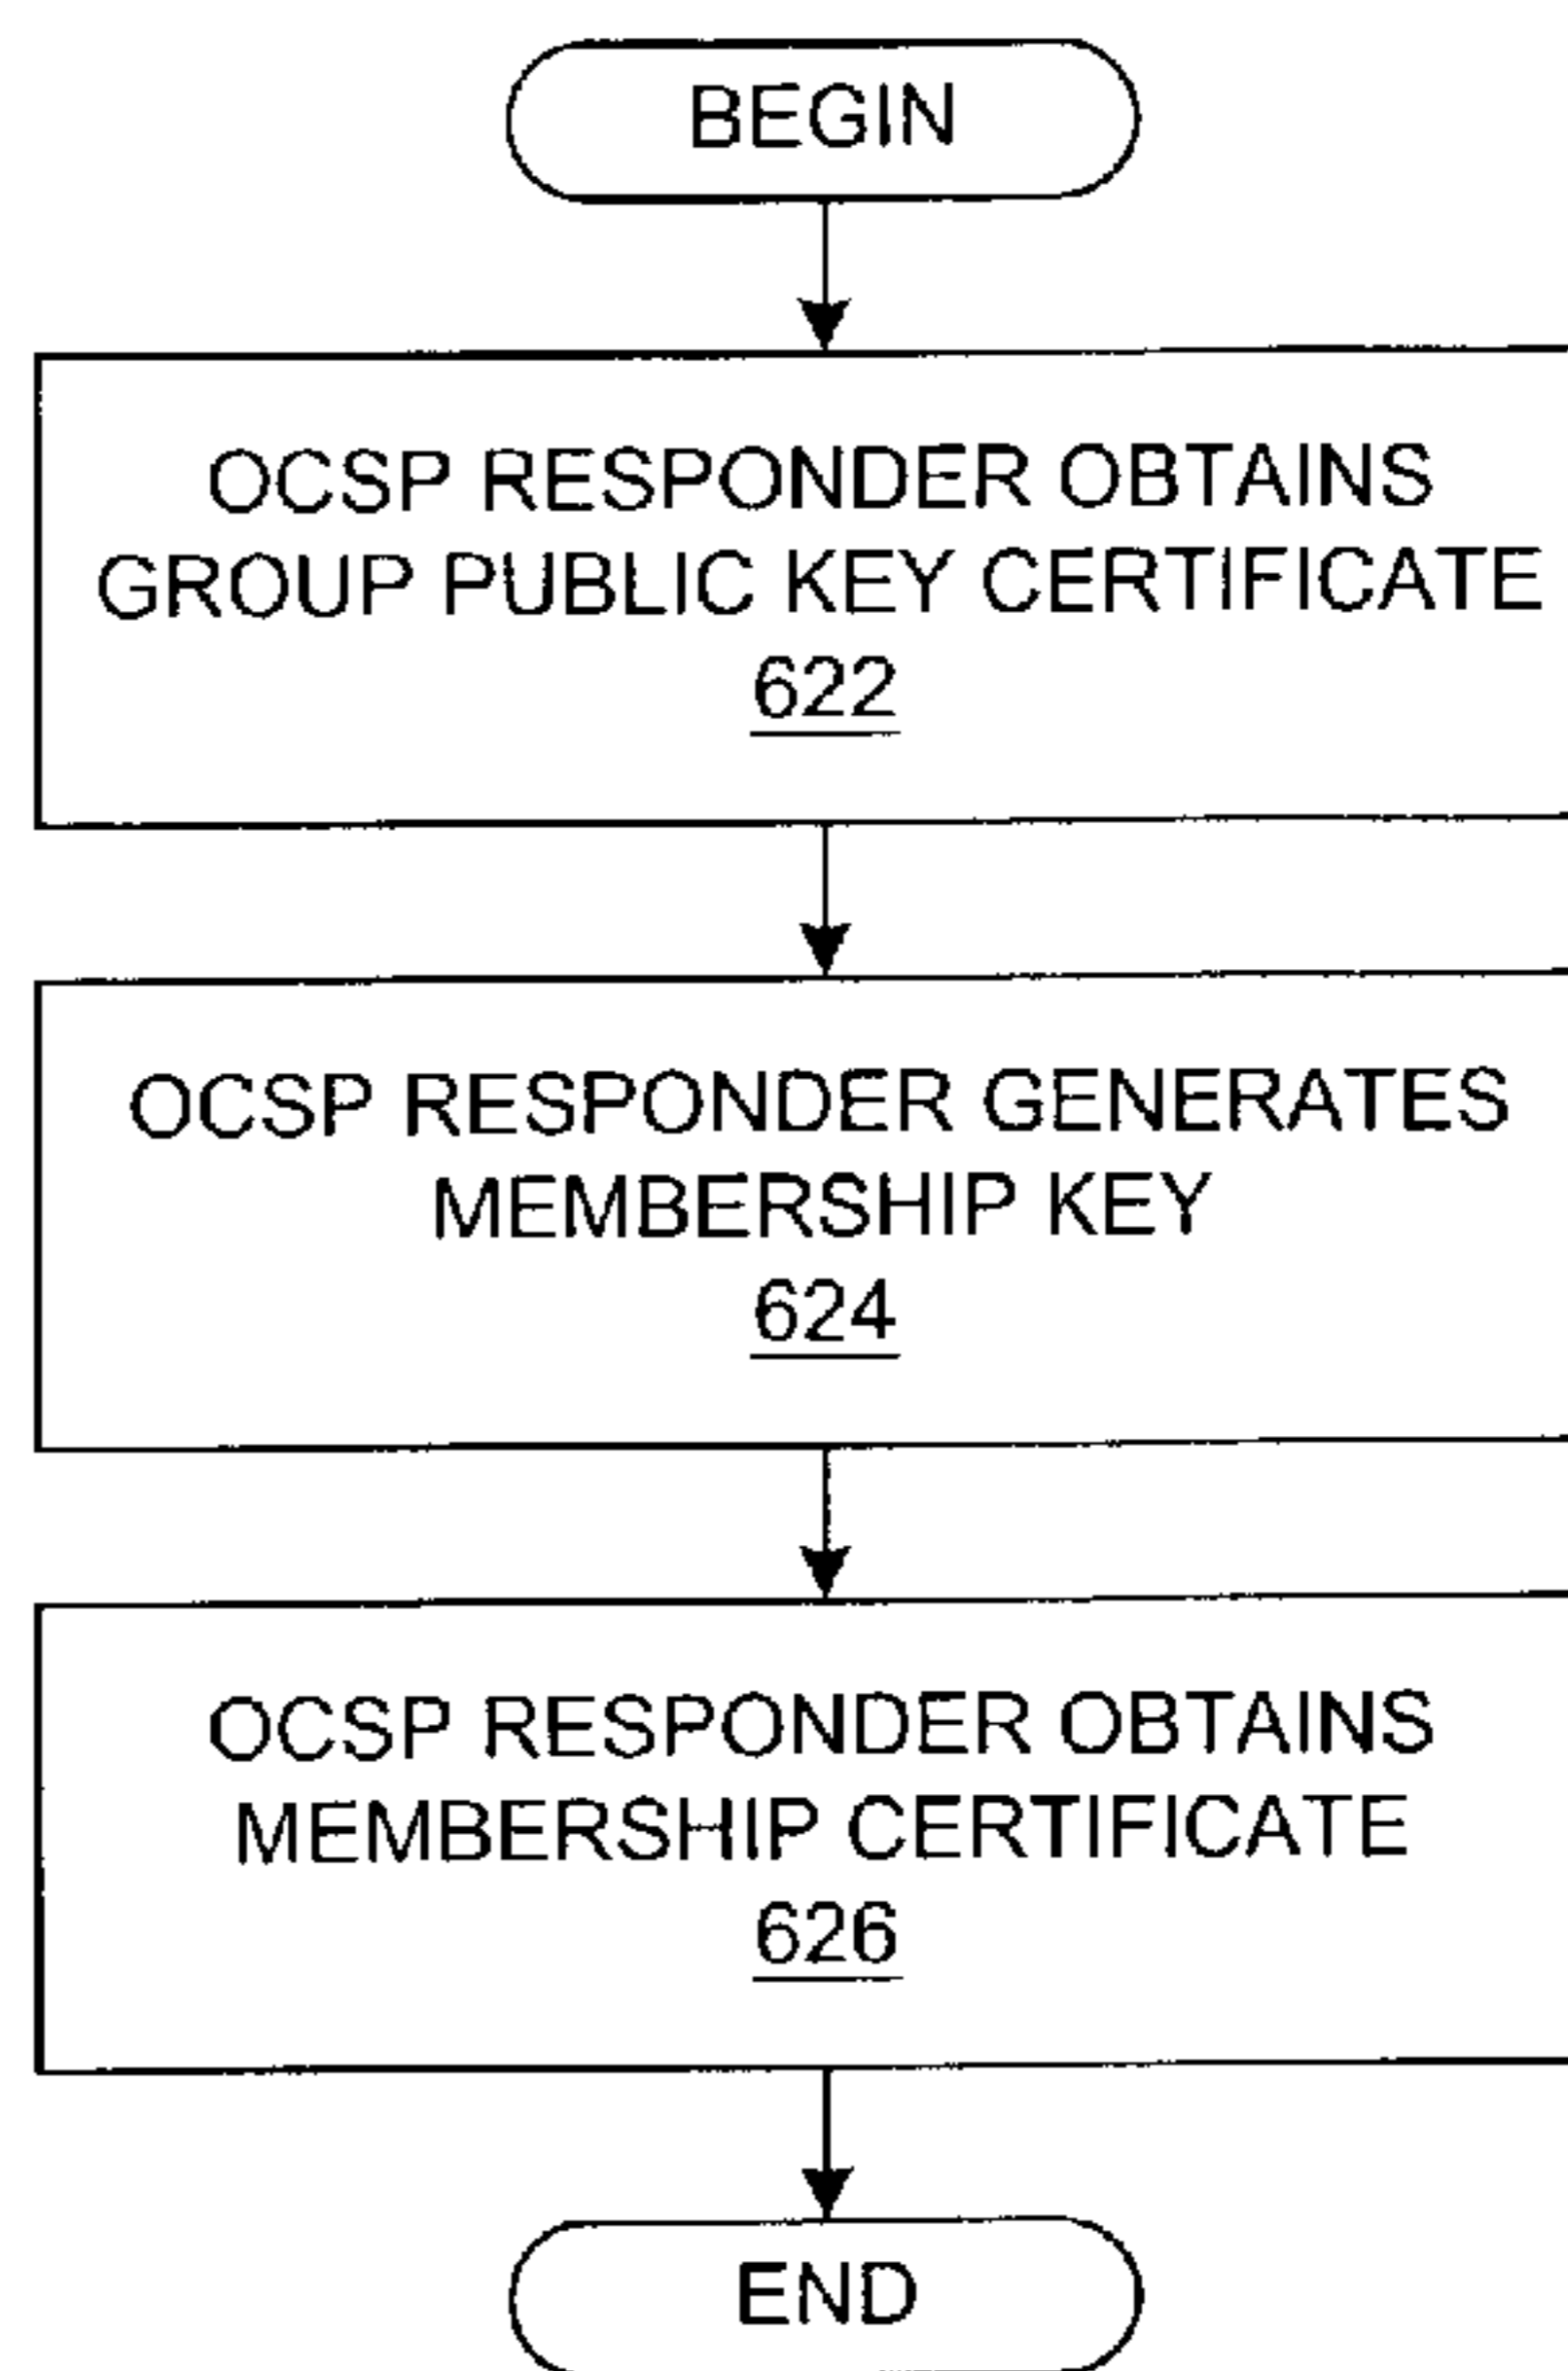 BEGIN
OCSP RESPONDER OBTAINS
GROUP PUBLIC KEY CERTIFICATE
622
OCSP RESPONDER GENERATES
MEMBERSHIP KEY
624
OCSP RESPONDER OBTAINS
MEMBERSHIP CERTIFICATE
626
END